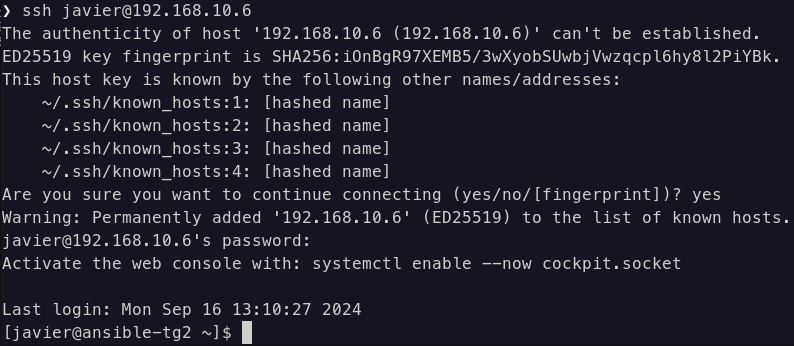 ❯ ssh javier@192.168.10.6
The authenticity of host '192.168.10.6 (192.168.10.6)' can't be established.
ED25519 key fingerprint is SHA256:iOnBgR97XEMB5/3wXyobSUwbjVwzqcpl6hy8l2PiYBk.
This host key is known by the following other names/addresses:
    ~/.ssh/known_hosts:1: [hashed name]
    ~/.ssh/known_hosts:2: [hashed name]
    ~/.ssh/known_hosts:3: [hashed name]
    ~/.ssh/known_hosts:4: [hashed name]
Are you sure you want to continue connecting (yes/no/[fingerprint])? yes
Warning: Permanently added '192.168.10.6' (ED25519) to the list of known hosts.
javier@192.168.10.6's password:
Activate the web console with: systemctl enable --now cockpit.socket

Last login: Mon Sep 16 13:10:27 2024
[javier@ansible-tg2 ~]$